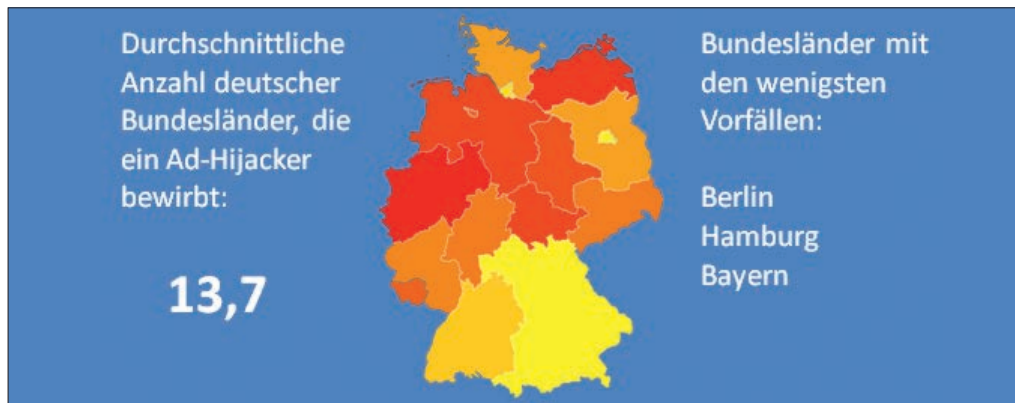 Durchschnittliche
Anzahl deutscher
Bundesländer, die
ein Ad-Hijacker
bewirbt:
13,7
Bundesländer mit
den wenigsten
Vorfällen:
Berlin
Hamburg
Bayern